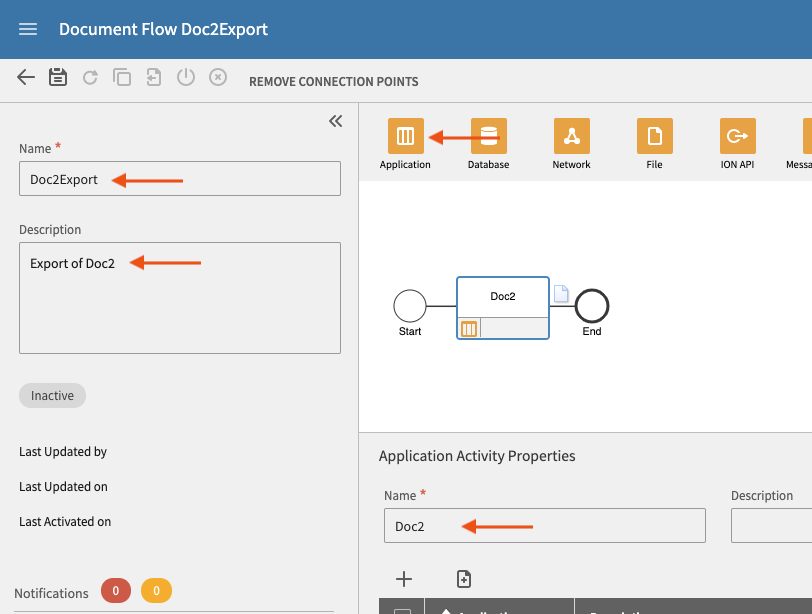 Document Flow Doc2Export
REMOVE CONNECTION POINTS
Name *
Doc2Export
Description
Export of Doc2
Inactive
Last Updated by
Last Updated on
Last Activated on
Notifications 0 0
Application Database Network File ION API
Doc2
Start End
Application Activity Properties
Name * Description
Doc2